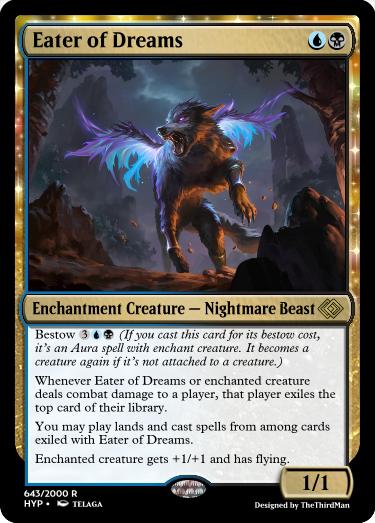 Eater of Dreams
Enchantment Creature — Nightmare Beast
Bestow 3 (If you cast this card for its bestow cost,
it's an Aura spell with enchant creature. It becomes a
creature again if it's not attached to a creature.)
Whenever Eater of Dreams or enchanted creature
deals combat damage to a player, that player exiles the
top card of their library.
You may play lands and cast spells from among cards
exiled with Eater of Dreams.
Enchanted creature gets +1/+1 and has flying.
1/1
643/2000 R
HYP • TELAGA
Designed by TheThirdMan